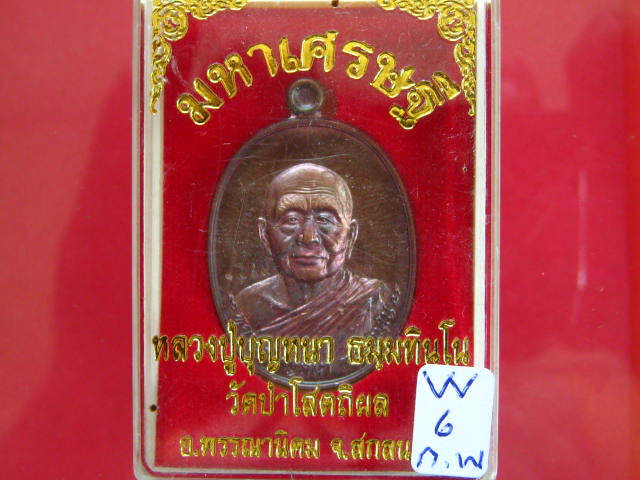 มหาเศรษฐี
หลวงปู่บุญหนา ธมฺมทินโน
วัดป่าโสตถิผล
อ.พรรณานิคม จ.สกลน
W
6
ก.พ